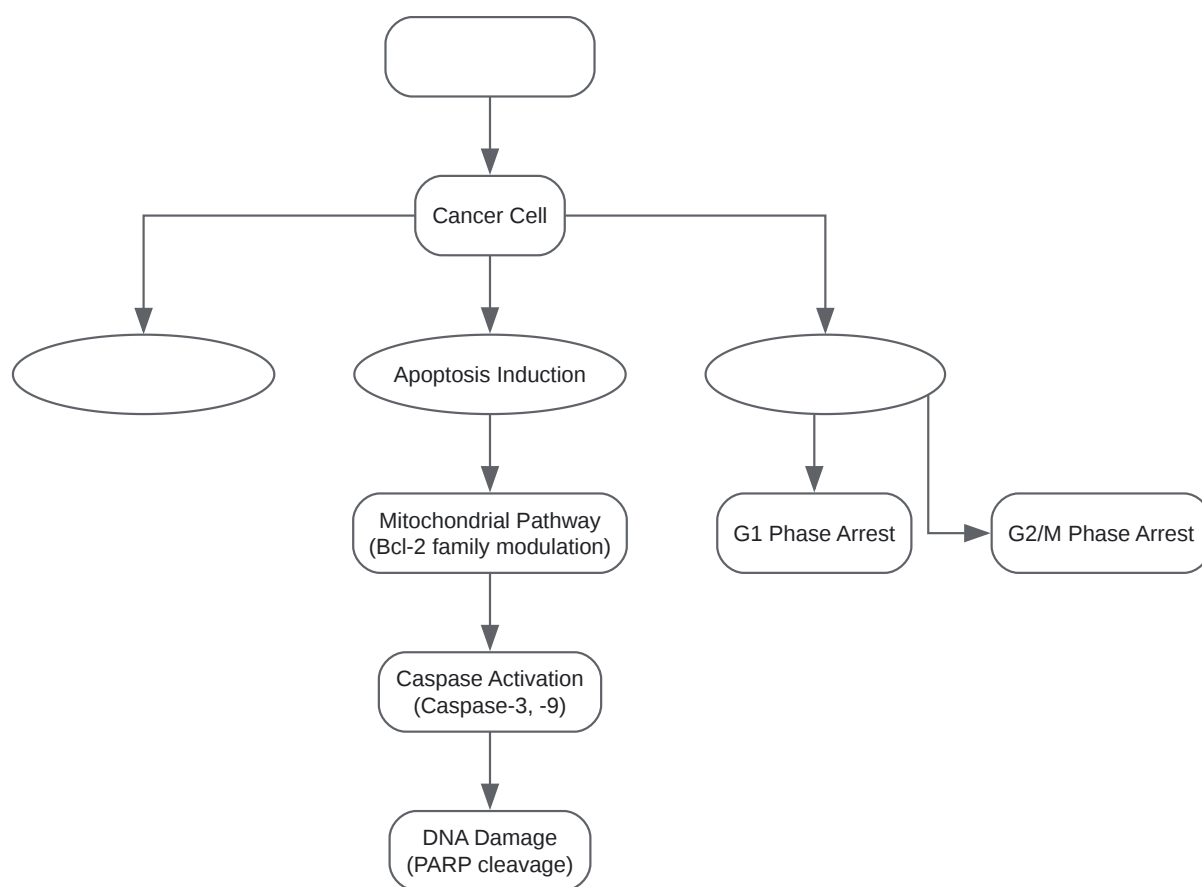 Cancer Cell
Apoptosis Induction
Mitochondrial Pathway
(Bcl-2 family modulation)
G1 Phase Arrest
G2/M Phase Arrest
Caspase Activation
(Caspase-3, -9)
DNA Damage
(PARP cleavage)